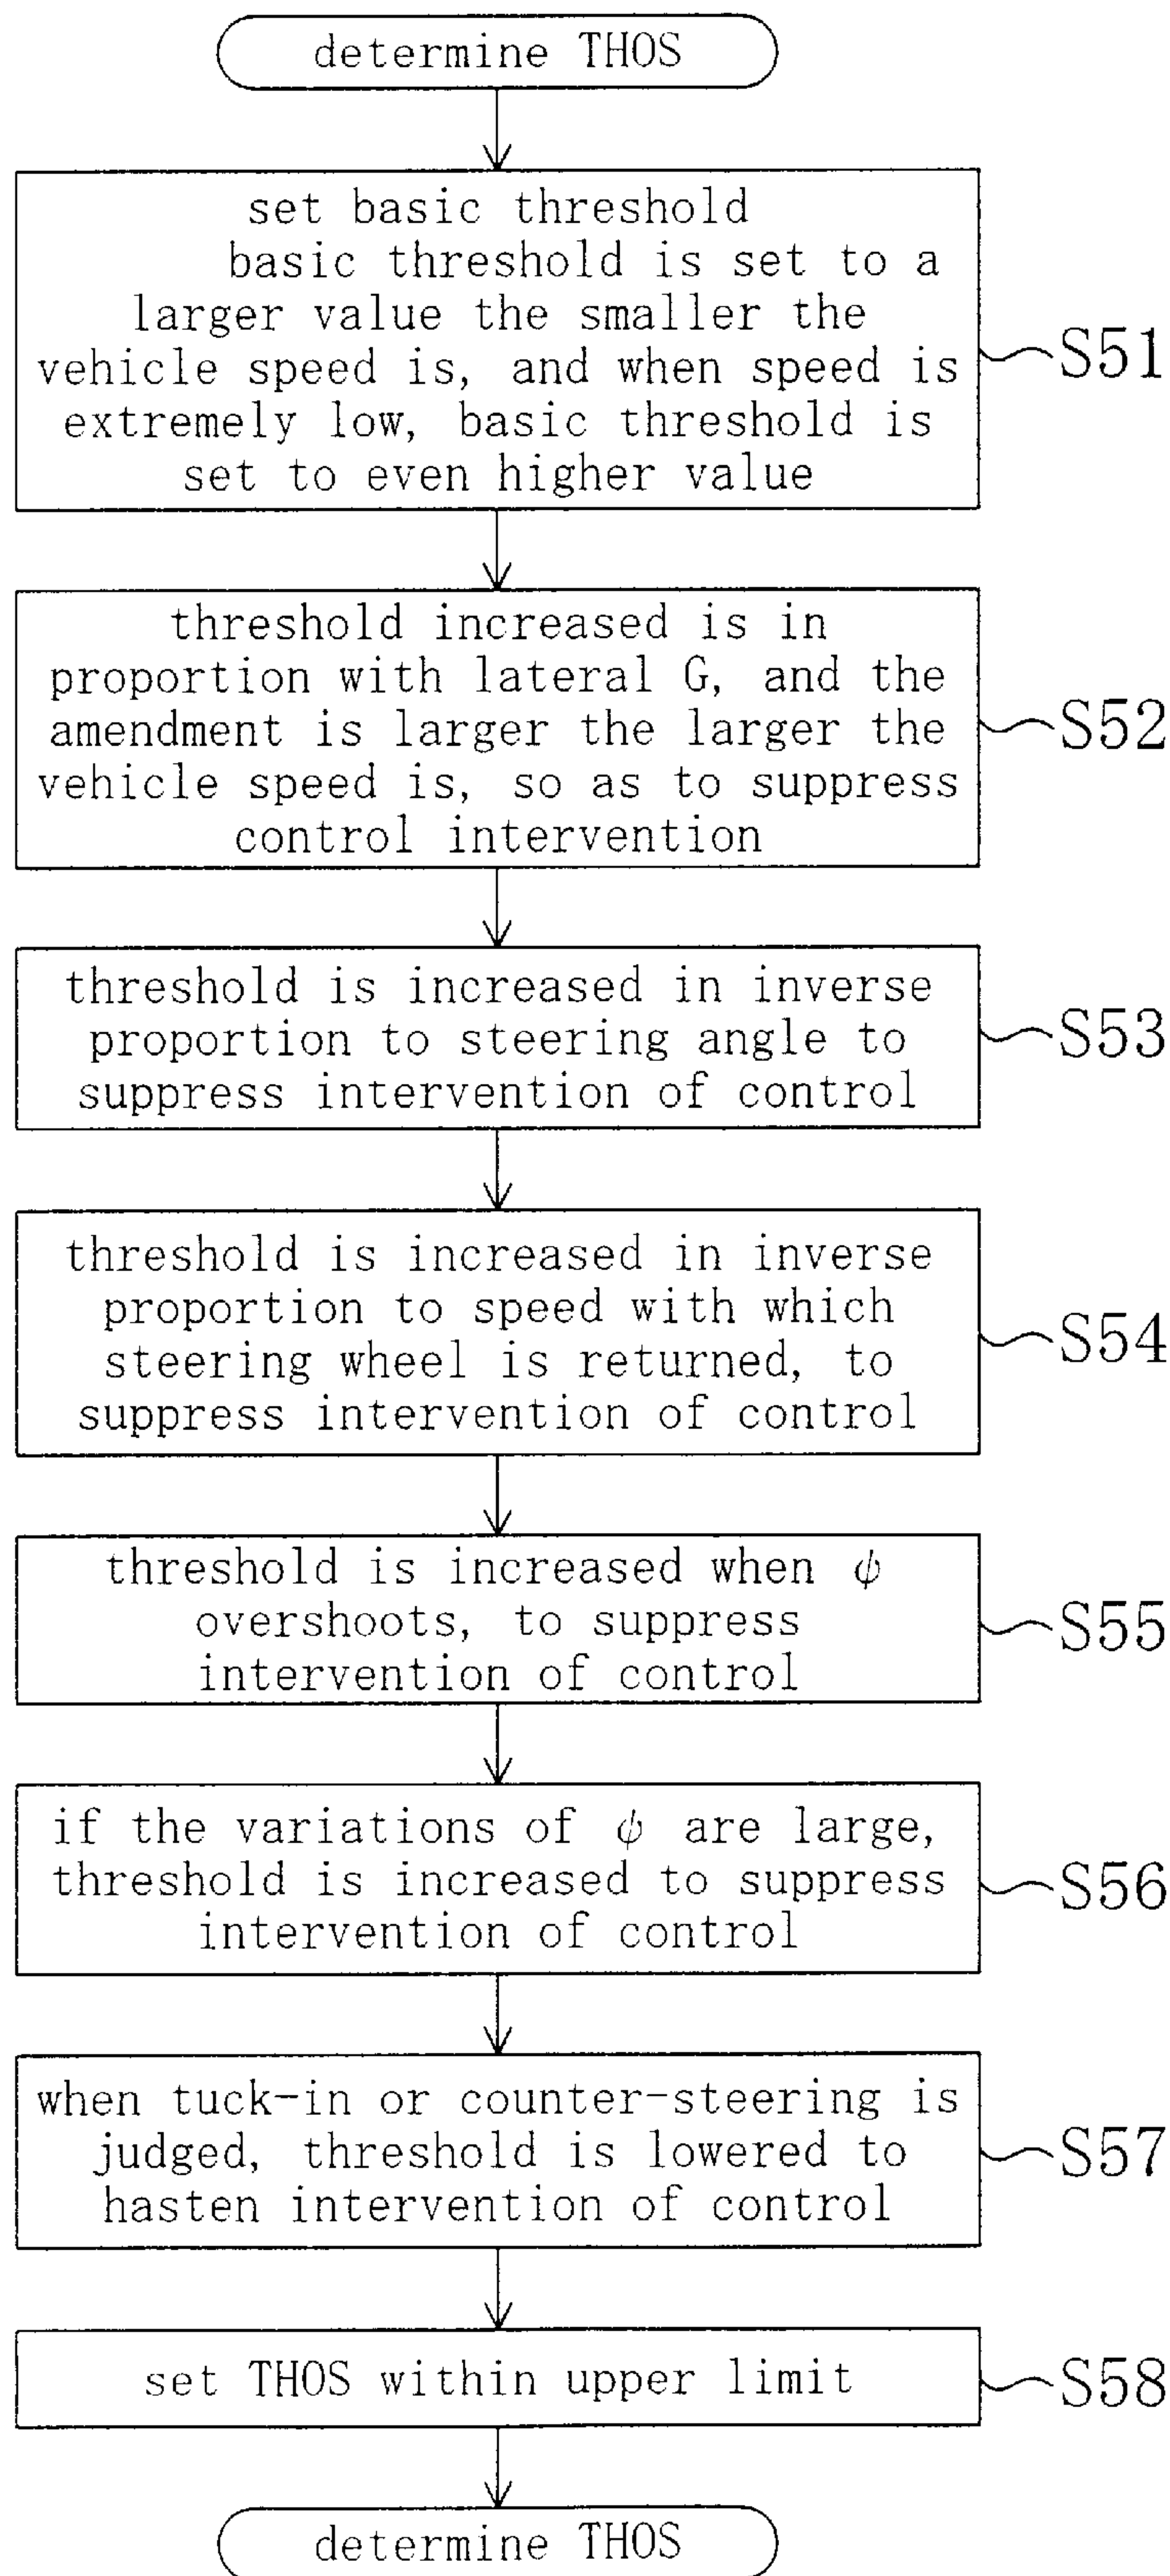 determine THOS
set basic threshold
basic threshold is set to a
larger value the smaller the
vehicle speed is, and when speed is
extremely low, basic threshold is
set to even higher value
S51
threshold increased is in
proportion with lateral G, and the
amendment is larger the larger the
vehicle speed is, so as to suppress
control intervention
S52
threshold is increased in inverse
proportion to steering angle to
suppress intervention of control
S53
threshold is increased in inverse
proportion to speed with which
steering wheel is returned, to
suppress intervention of control
S54
threshold is increased when ψ
overshoots, to suppress
intervention of control
S55
if the variations of ψ are large,
threshold is increased to suppress
intervention of control
S56
when tuck-in or counter-steering is
judged, threshold is lowered to
hasten intervention of control
S57
set THOS within upper limit
S58
determine THOS